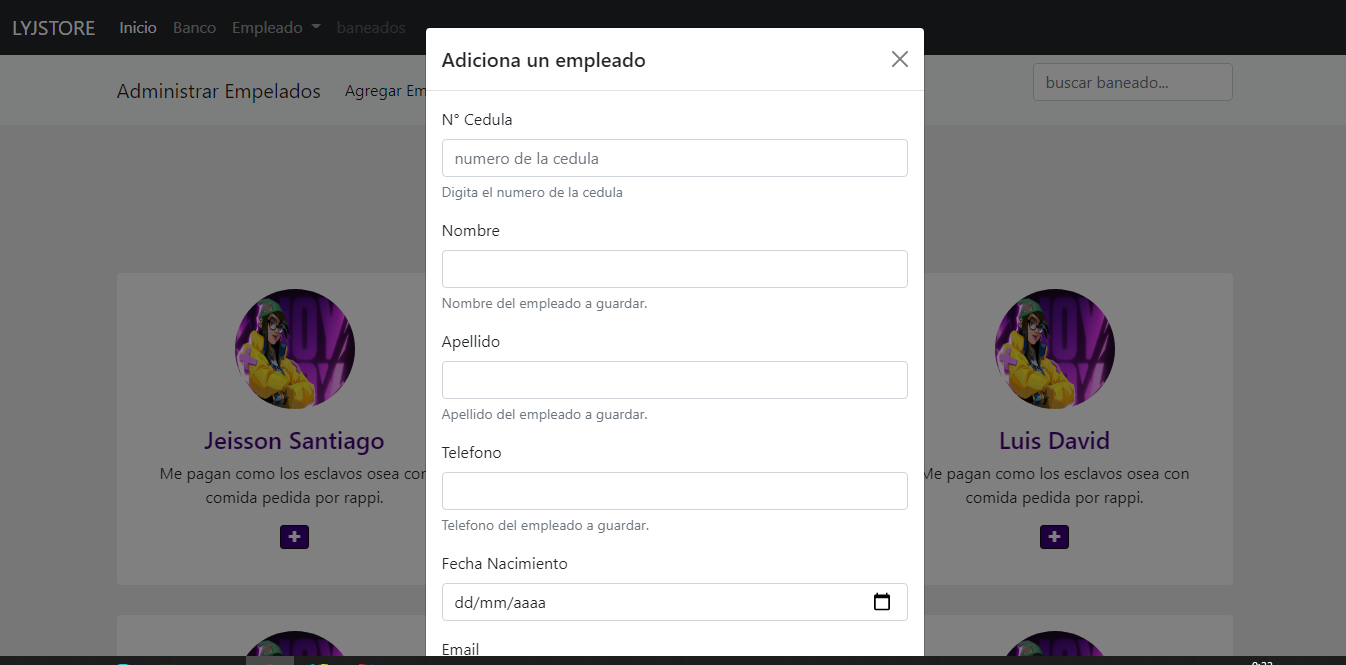 LYJSTORE Inicio Banco Empleado baneados
Adiciona un empleado
Administrar Empelados Agregar Em
buscar baneado...
N° Cedula
numero de la cedula
Digita el numero de la cedula
Nombre
Nombre del empleado a guardar.
Apellido
Apellido del empleado a guardar.
Telefono
Telefono del empleado a guardar.
Fecha Nacimiento
dd/mm/aaaa
Email
Jeisson Santiago
Me pagan como los esclavos osea con
comida pedida por rappi.
Luis David
Me pagan como los esclavos osea con
comida pedida por rappi.